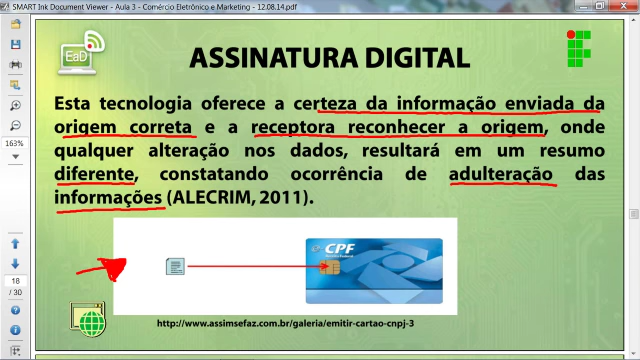 SMART Ink Document Viewer - Aula 3 - Comércio Eletrônico e Marketing - 12.08.14.pdf
EaD
ASSINATURA DIGITAL
Esta tecnologia oferece a certeza da informação enviada da
origem correta e a receptora reconhecer a origem, onde
qualquer alteração nos dados, resultará em um resumo
diferente, constatando ocorrência de adulteração das
informações (ALECRIM, 2011).
163%
18
/ 30
CPF
http://www.assimsefaz.com.br/galeria/emitir-cartao-cnpj-3